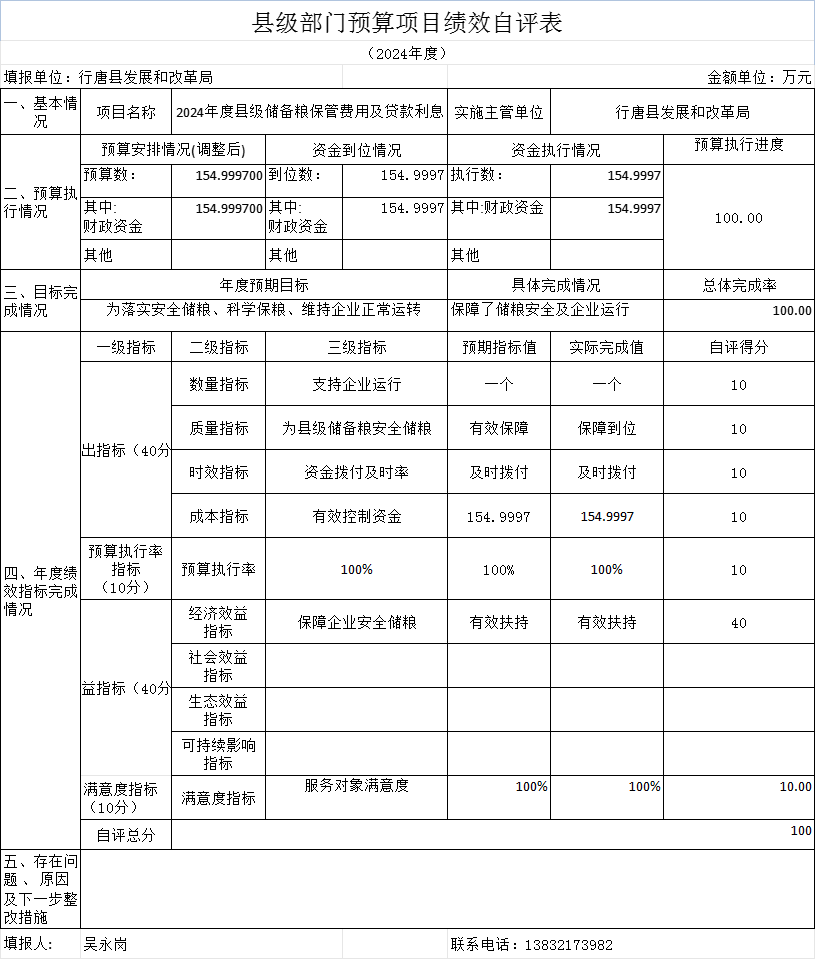 县级部门预算项目绩效自评表
（2024年度）
填报单位：行唐县发展和改革局 金额单位：万元
一、基本情况 项目名称 2024年度县级储备粮保管费用及贷款利息 实施主管单位 行唐县发展和改革局
二、预算执行情况 预算安排情况(调整后) 资金到位情况 资金执行情况 预算执行进度
预算数： 154.999700 到位数： 154.9997 执行数： 154.9997 100.00
其中:财政资金 154.999700 其中:财政资金 154.9997 其中:财政资金 154.9997
其他 其他 其他
三、目标完成情况 年度预期目标 具体完成情况 总体完成率
为落实安全储粮、科学保粮、维持企业正常运转 保障了储粮安全及企业运行 100.00
四、年度绩效指标完成情况 一级指标 二级指标 三级指标 预期指标值 实际完成值 自评得分
出指标（40分 数量指标 支持企业运行 一个 一个 10
质量指标 为县级储备粮安全储粮 有效保障 保障到位 10
时效指标 资金拨付及时率 及时拨付 及时拨付 10
成本指标 有效控制资金 154.9997 154.9997 10
预算执行率指标（10分） 预算执行率 100% 100% 100% 10
益指标（40分 经济效益指标 保障企业安全储粮 有效扶持 有效扶持 40
社会效益指标
生态效益指标
可持续影响指标
满意度指标（10分） 满意度指标 服务对象满意度 100% 100% 10.00
自评总分 100
五、存在问题、原因及下一步整改措施
填报人: 吴永岗 联系电话：13832173982